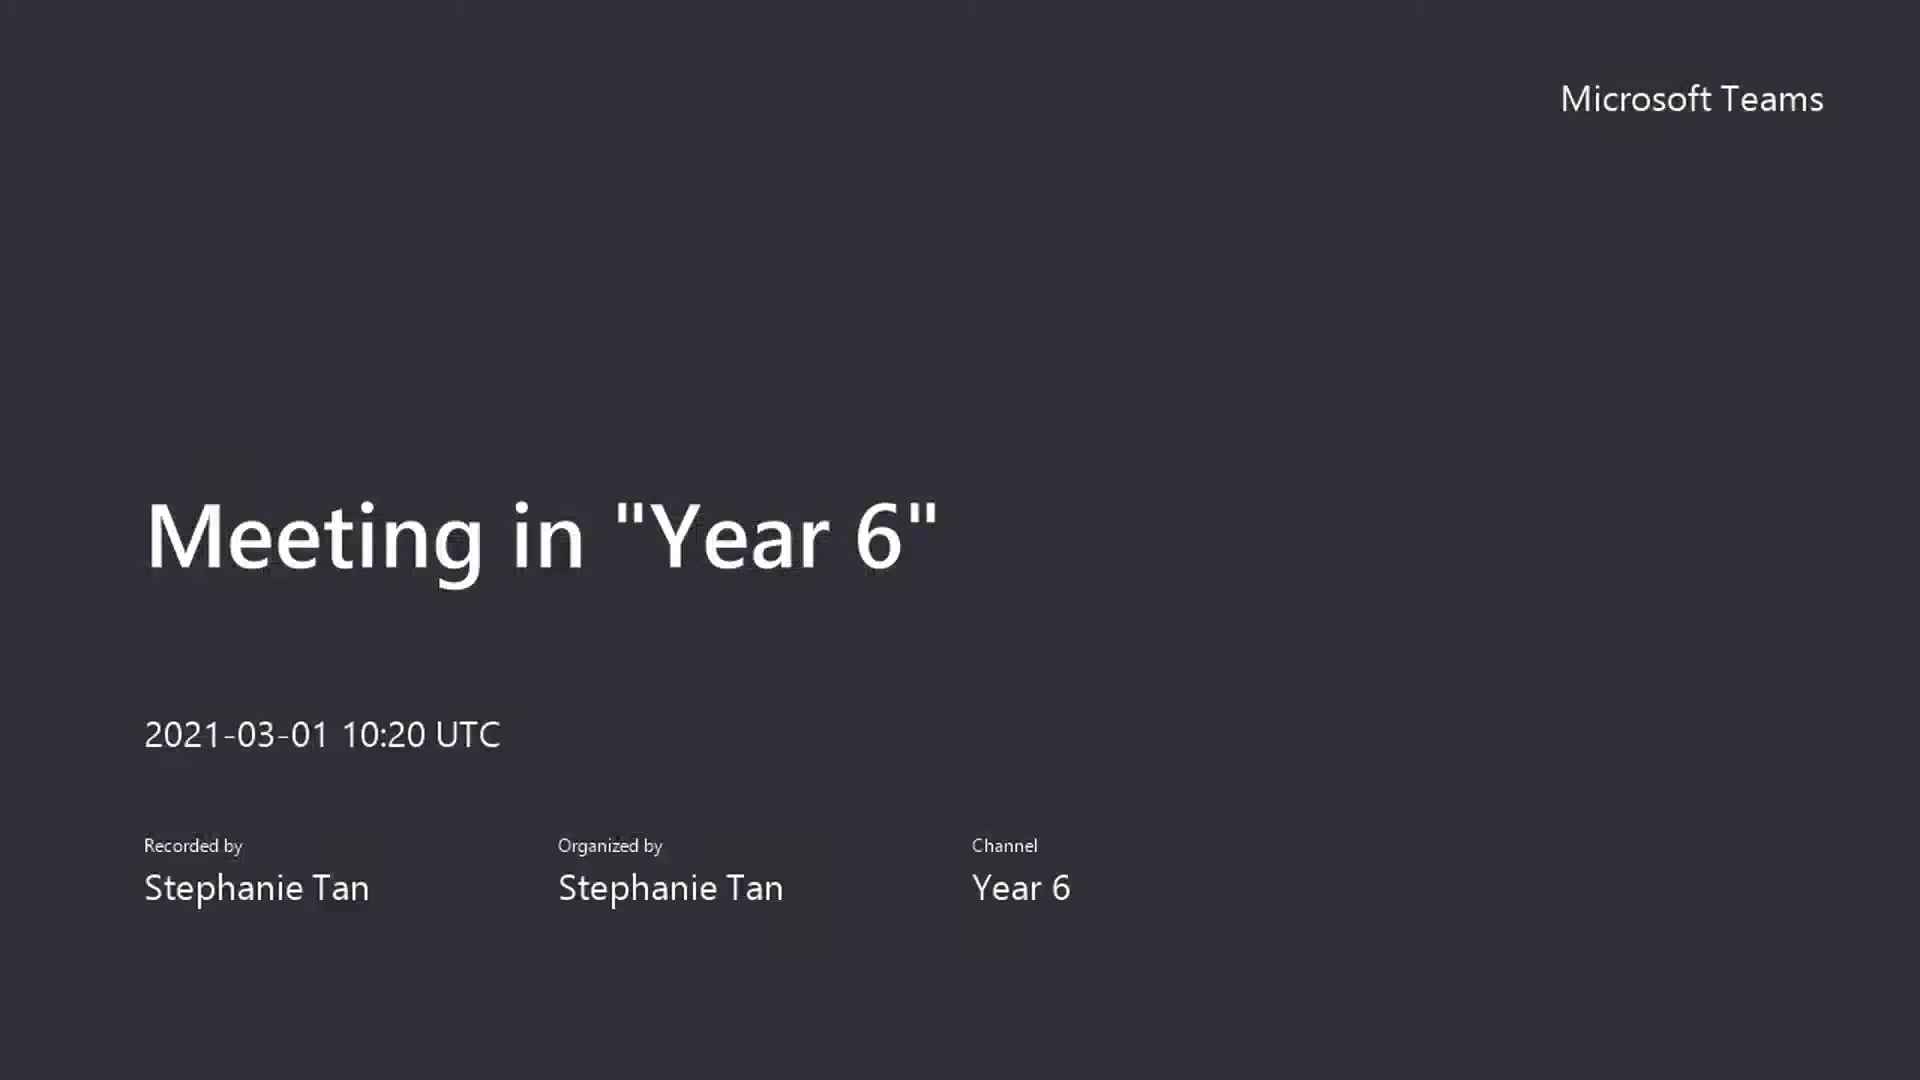 Microsoft Teams
Meeting in "Year 6"
2021-03-01 10:20 UTC
Recorded by
Stephanie Tan
Organized by
Stephanie Tan
Channel
Year 6